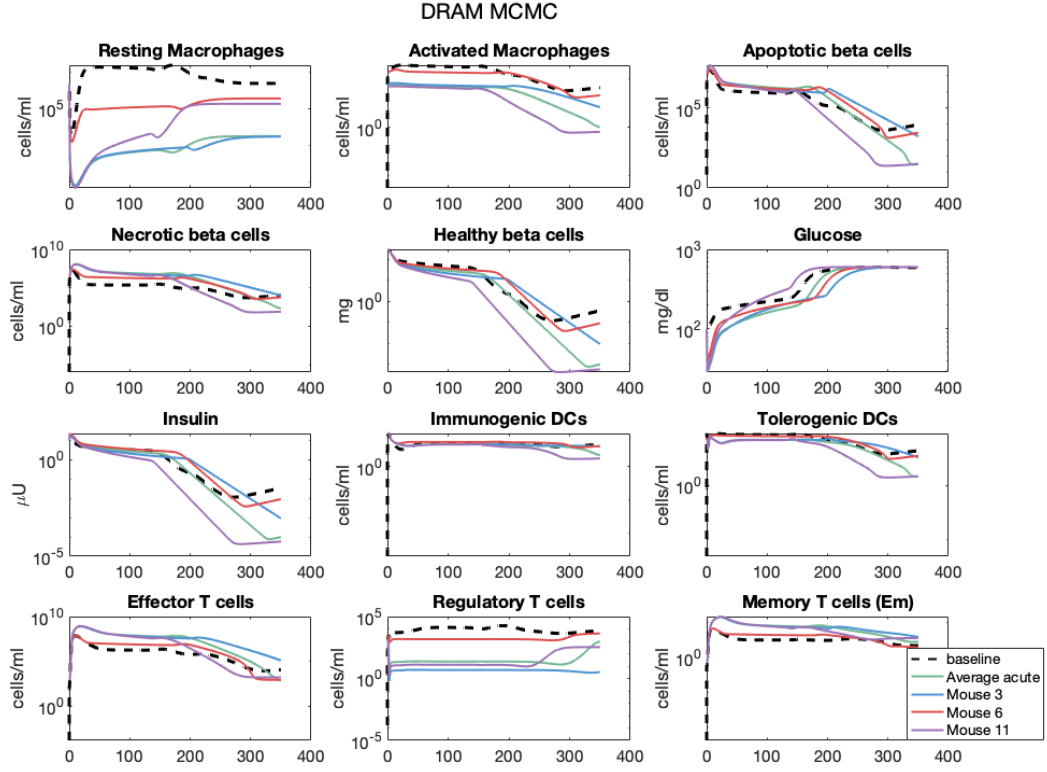 DRAM MCMC
Resting Macrophages
Activated Macrophages
Apoptotic beta cells
cells/ml
10^5
0 100 200 300 400
cells/ml
10^0
0 100 200 300 400
cells/ml
10^5
10^0
0 100 200 300 400
Necrotic beta cells
Healthy beta cells
Glucose
cells/ml
10^10
10^0
0 100 200 300 400
mg
10^0
0 100 200 300 400
mg/dl
10^3
10^2
0 100 200 300 400
Insulin
Immunogenic DCs
Tolerogenic DCs
μU
10^0
10^-5
0 100 200 300 400
cells/ml
10^0
0 100 200 300 400
cells/ml
10^0
0 100 200 300 400
Effector T cells
Regulatory T cells
Memory T cells (Em)
cells/ml
10^10
10^0
0 100 200 300 400
cells/ml
10^5
10^0
10^-5
0 100 200 300 400
cells/ml
10^0
0 100 200 300 400
baseline
Average acute
Mouse 3
Mouse 6
Mouse 11